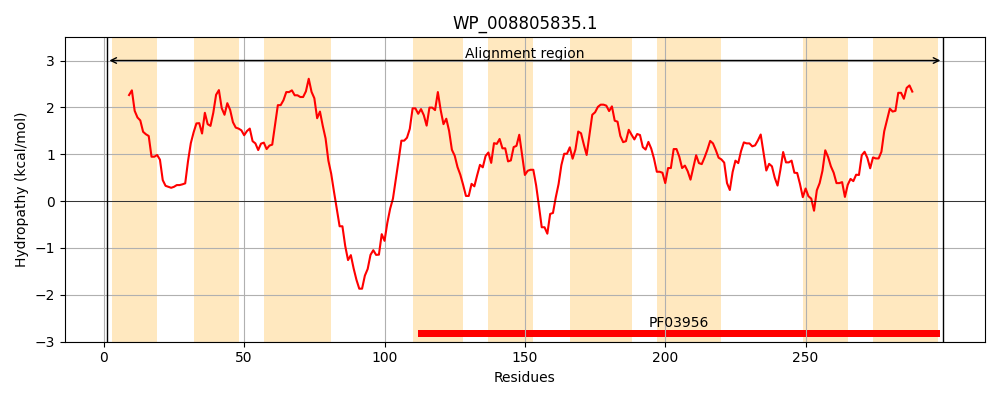 WP_008805835.1
Alignment region
Hydropathy (kcal/mol)
3
2
1
0
−1
−2
−3
PF03956
0
50
100
150
200
250
Residues